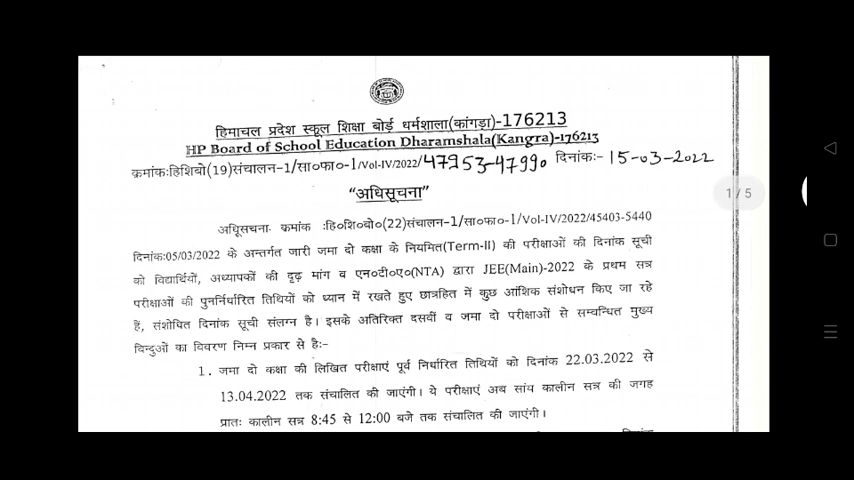 हिमाचल प्रदेश स्कूल शिक्षा बोर्ड धर्मशाला(कांगड़ा)-176213
HP Board of School Education Dharamshala(Kangra)-176213
क्रमांकःहिशिबो(19)संचालन-1/सा०फा०-1/Vol-IV/2022/47953-47990 दिनांकः- 15-03-2022
“अधिसूचना”
1/5
अधिसूचना क्रमांक :हि०शि०बो०(22)संचालन-1/सा०फा०-1/Vol-IV/2022/45403-5440
दिनांक:05/03/2022 के अन्तर्गत जारी जमा दो कक्षा के नियमित(Term-II) की परीक्षाओं की दिनांक सूची
को विद्यार्थियों, अध्यापकों की दृढ़ मांग व एन०टी०ए०(NTA) द्वारा JEE(Main)-2022 के प्रथम सत्र
परीक्षाओं की पुनर्निर्धारित तिथियों को ध्यान में रखते हुए छात्रहित में कुछ आंशिक संशोधन किए जा रहे
हैं, संशोधित दिनांक सूची संलग्न है। इसके अतिरिक्त दसवीं व जमा दो परीक्षाओं से सम्बन्धित मुख्य
विन्दुओं का विवरण निम्न प्रकार से हैः-
1. जमा दो कक्षा की लिखित परीक्षाएं पूर्व निर्धारित तिथियों को दिनांक 22.03.2022 से
13.04.2022 तक संचालित की जाएंगी। ये परीक्षाएं अब सांय कालीन सत्र की जगह
प्रातः कालीन सत्र 8:45 से 12:00 बजे तक संचालित की जाएंगी।